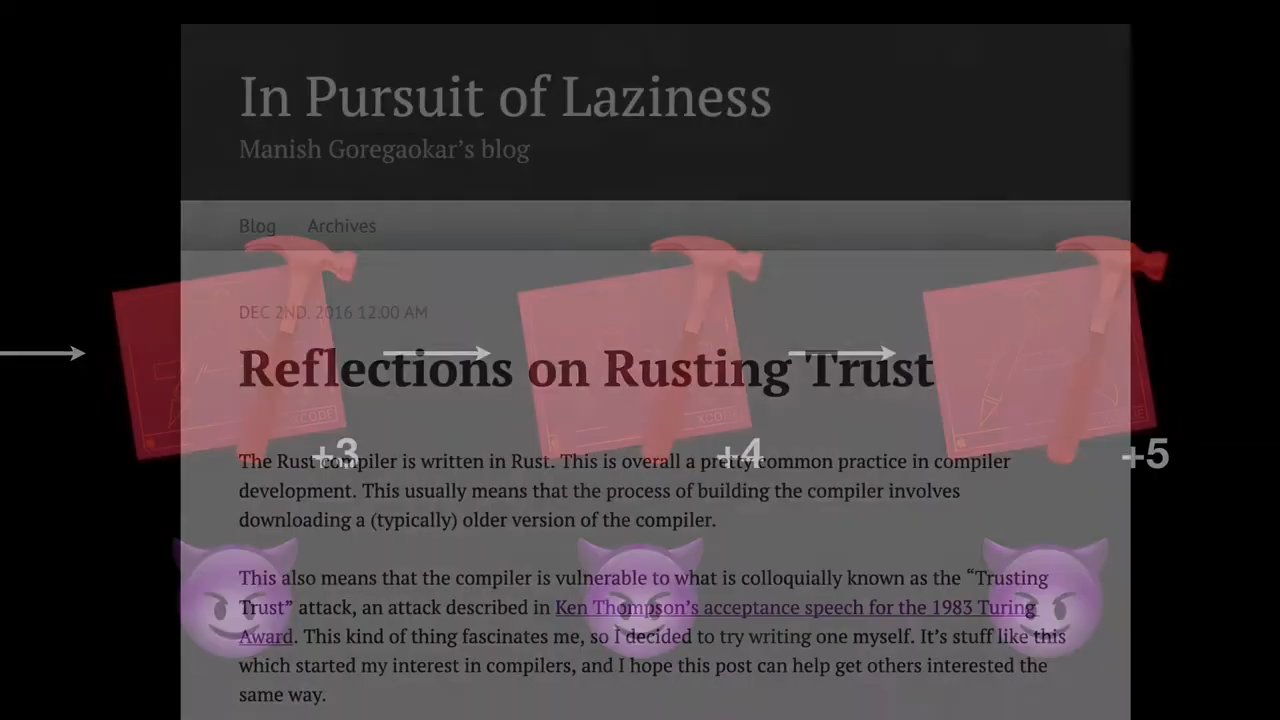 In Pursuit of Laziness
Manish Goregaokar’s blog
Blog Archives
DEC 2ND, 2016 12:00 AM
Reflections on Rusting Trust
XCODE
XCODE
+3
+4
+5
The Rust compiler is written in Rust. This is overall a pretty common practice in compiler
development. This usually means that the process of building the compiler involves
downloading a (typically) older version of the compiler.
This also means that the compiler is vulnerable to what is colloquially known as the “Trusting
Trust” attack, an attack described in Ken Thompson’s acceptance speech for the 1983 Turing
Award. This kind of thing fascinates me, so I decided to try writing one myself. It’s stuff like this
which started my interest in compilers, and I hope this post can help get others interested the
same way.